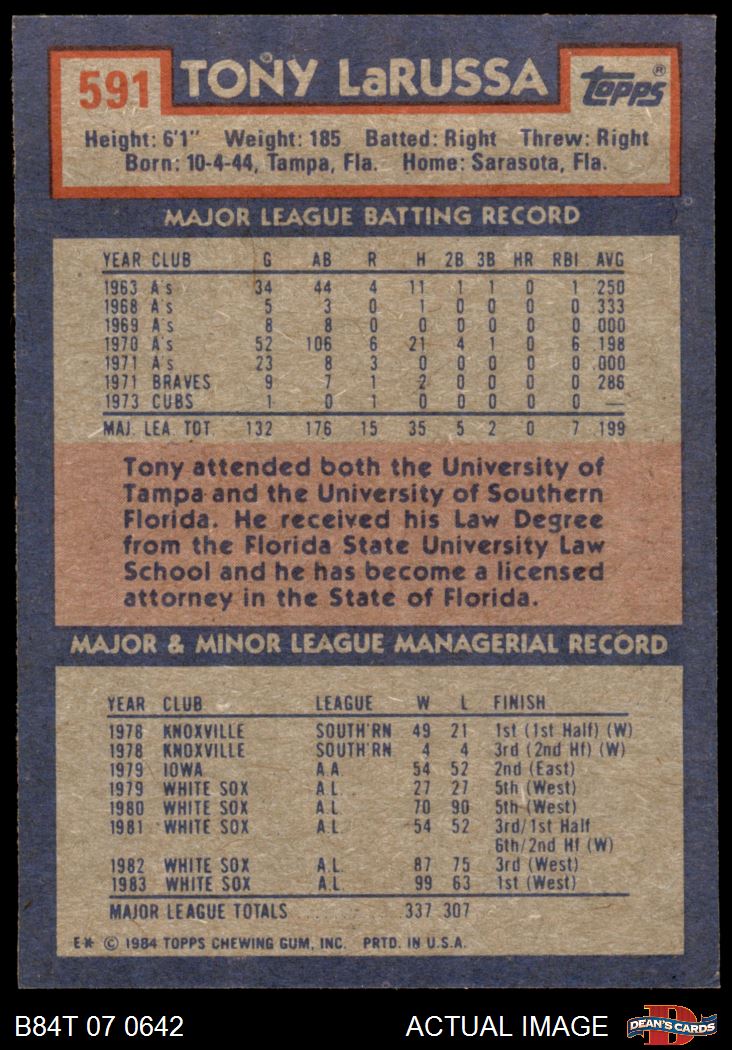 591 TONY LaRUSSA topps®
Height: 6'1" Weight: 185 Batted: Right Threw: Right
Born: 10-4-44, Tampa, Fla. Home: Sarasota, Fla.
MAJOR LEAGUE BATTING RECORD
YEAR CLUB G AB R H 2B 3B HR RBI AVG
1963 A's 34 44 4 11 1 1 0 1 .250
1968 A's 5 3 0 1 0 0 0 0 .333
1969 A's 8 8 0 0 0 0 0 0 .000
1970 A's 52 106 6 21 4 1 0 6 .198
1971 A's 23 8 3 0 0 0 0 0 .000
1971 BRAVES 9 7 1 2 0 0 0 0 .286
1973 CUBS 1 0 1 0 0 0 0 0 —
MAJ. LEA TOT. 132 176 15 35 5 2 0 7 .199
Tony attended both the University of
Tampa and the University of Southern
Florida. He received his Law Degree
from the Florida State University Law
School and he has become a licensed
attorney in the State of Florida.
MAJOR & MINOR LEAGUE MANAGERIAL RECORD
YEAR CLUB LEAGUE W L FINISH
1978 KNOXVILLE SOUTH'RN 49 21 1st (1st Half) (W)
1978 KNOXVILLE SOUTH'RN 4 4 3rd (2nd Hf) (W)
1979 IOWA A.A. 54 52 2nd (East)
1979 WHITE SOX A.L. 27 27 5th (West)
1980 WHITE SOX A.L. 70 90 5th (West)
1981 WHITE SOX A.L. 54 52 3rd/1st Half
6th/2nd Hf (W)
1982 WHITE SOX A.L. 87 75 3rd (West)
1983 WHITE SOX A.L. 99 63 1st (West)
MAJOR LEAGUE TOTALS 337 307
E* © 1984 TOPPS CHEWING GUM, INC. PRTD. IN U.S.A.
B84T 07 0642 ACTUAL IMAGE D DEAN'S CARDS